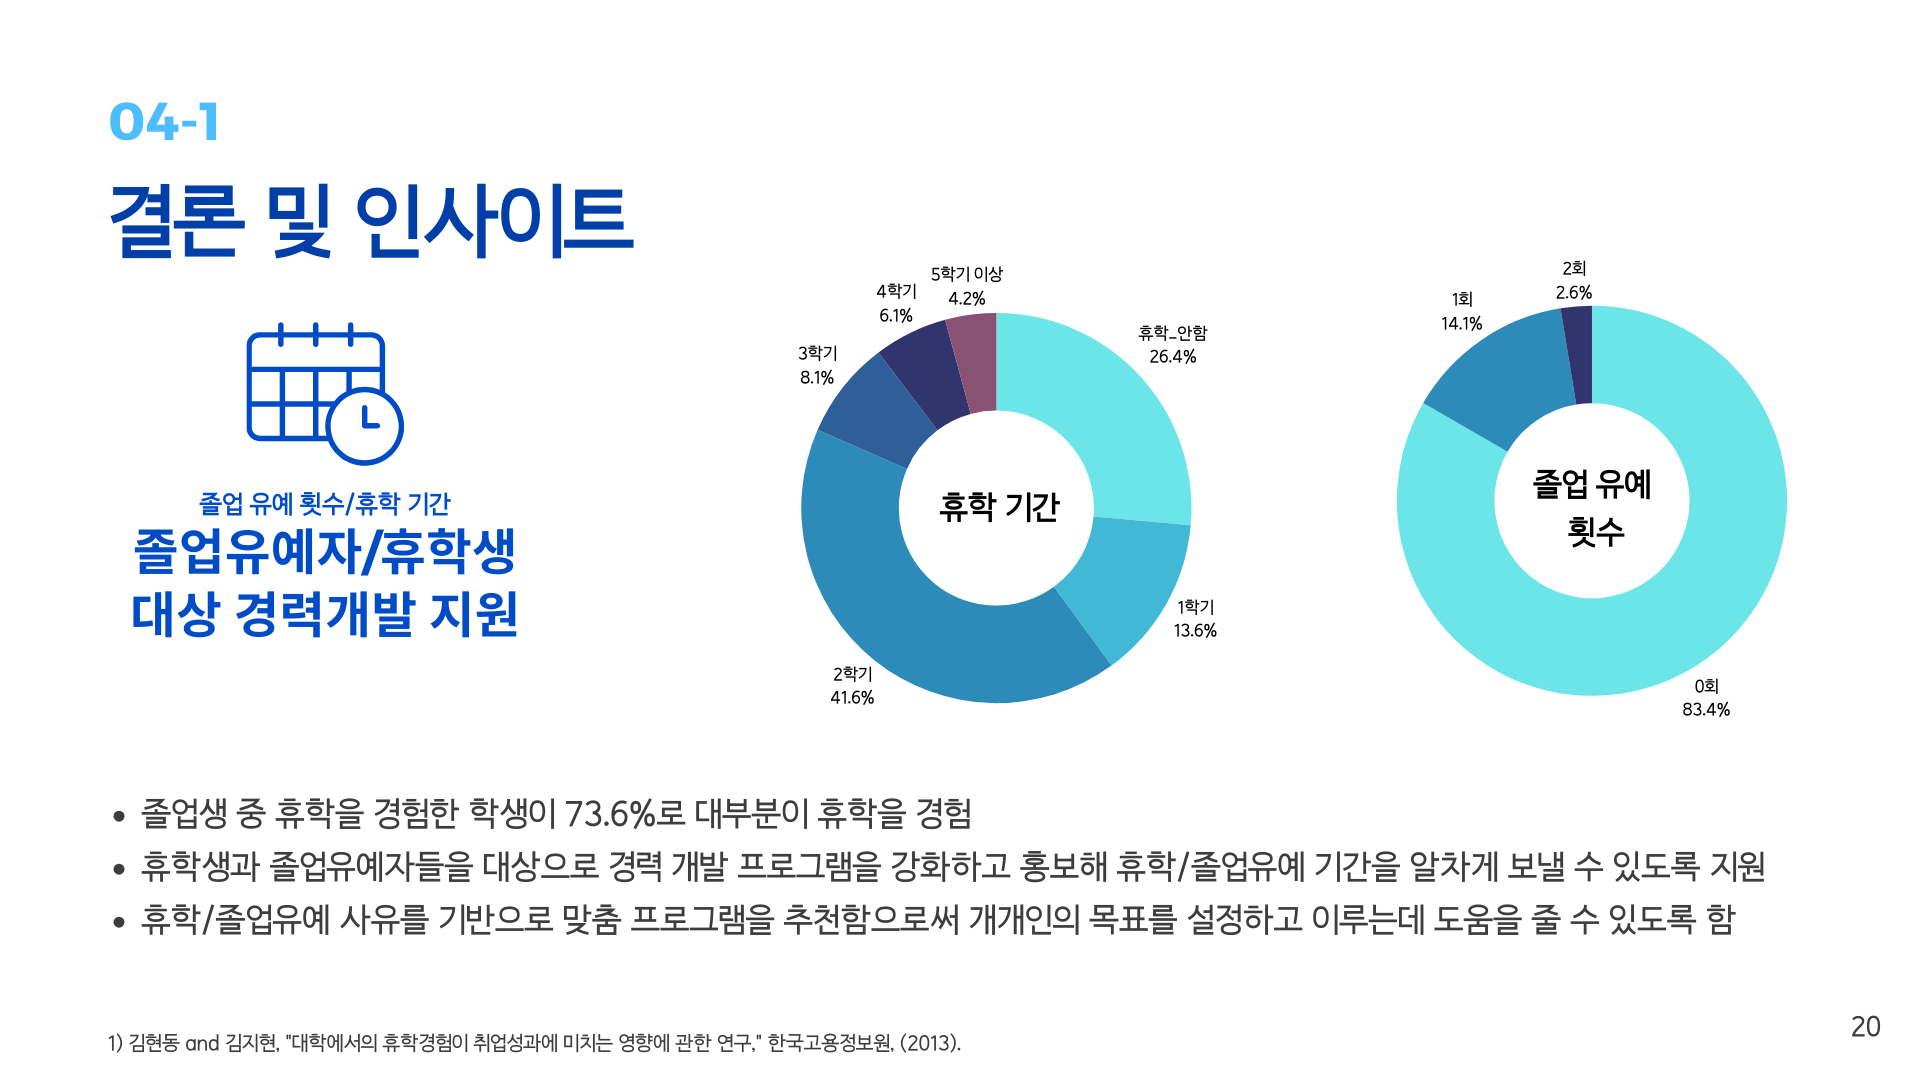 04-1
결론 및 인사이트
졸업 유예 횟수/휴학 기간
졸업유예자/휴학생
대상 경력개발 지원
5학기 이상
4.2%
4학기
6.1%
3학기
8.1%
휴학_안함
26.4%
휴학 기간
1학기
13.6%
2학기
41.6%
2회
2.6%
1회
14.1%
졸업 유예
횟수
0회
83.4%
• 졸업생 중 휴학을 경험한 학생이 73.6%로 대부분이 휴학을 경험
• 휴학생과 졸업유예자들을 대상으로 경력 개발 프로그램을 강화하고 홍보해 휴학/졸업유예 기간을 알차게 보낼 수 있도록 지원
• 휴학/졸업유예 사유를 기반으로 맞춤 프로그램을 추천함으로써 개개인의 목표를 설정하고 이루는데 도움을 줄 수 있도록 함
1) 김현동 and 김지현, "대학에서의 휴학경험이 취업성과에 미치는 영향에 관한 연구," 한국고용정보원, (2013).
20